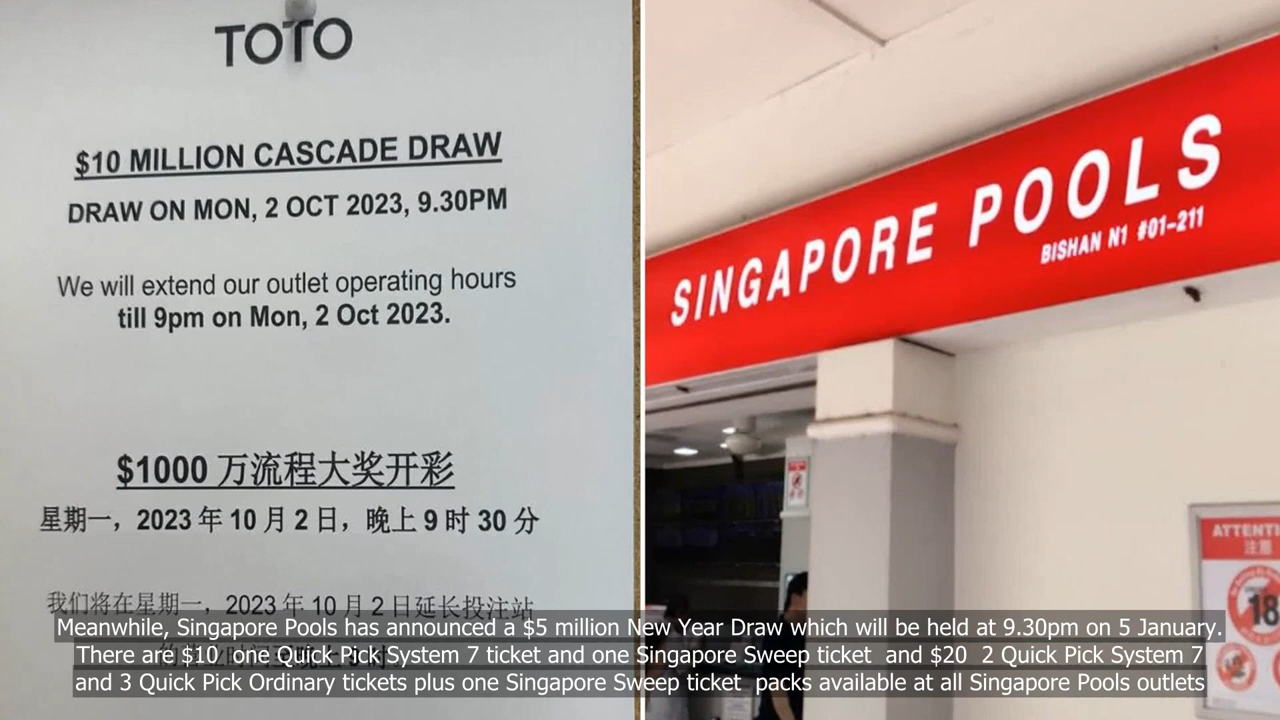 TOTO
$10 MILLION CASCADE DRAW
DRAW ON MON, 2 OCT 2023, 9.30PM
We will extend our outlet operating hours
till 9pm on Mon, 2 Oct 2023.
$1000 万流程大奖开彩
星期一，2023 年 10 月 2 日，晚上 9 时 30 分
我们将在星期一，2023 年 10 月 2 日延长投注站
SINGAPORE POOLS
BISHAN N1 #01-211
ATTENTI
注意
18
Meanwhile, Singapore Pools has announced a $5 million New Year Draw which will be held at 9.30pm on 5 January.
There are $10 one Quick Pick System 7 ticket and one Singapore Sweep ticket and $20 2 Quick Pick System 7
and 3 Quick Pick Ordinary tickets plus one Singapore Sweep ticket packs available at all Singapore Pools outlets